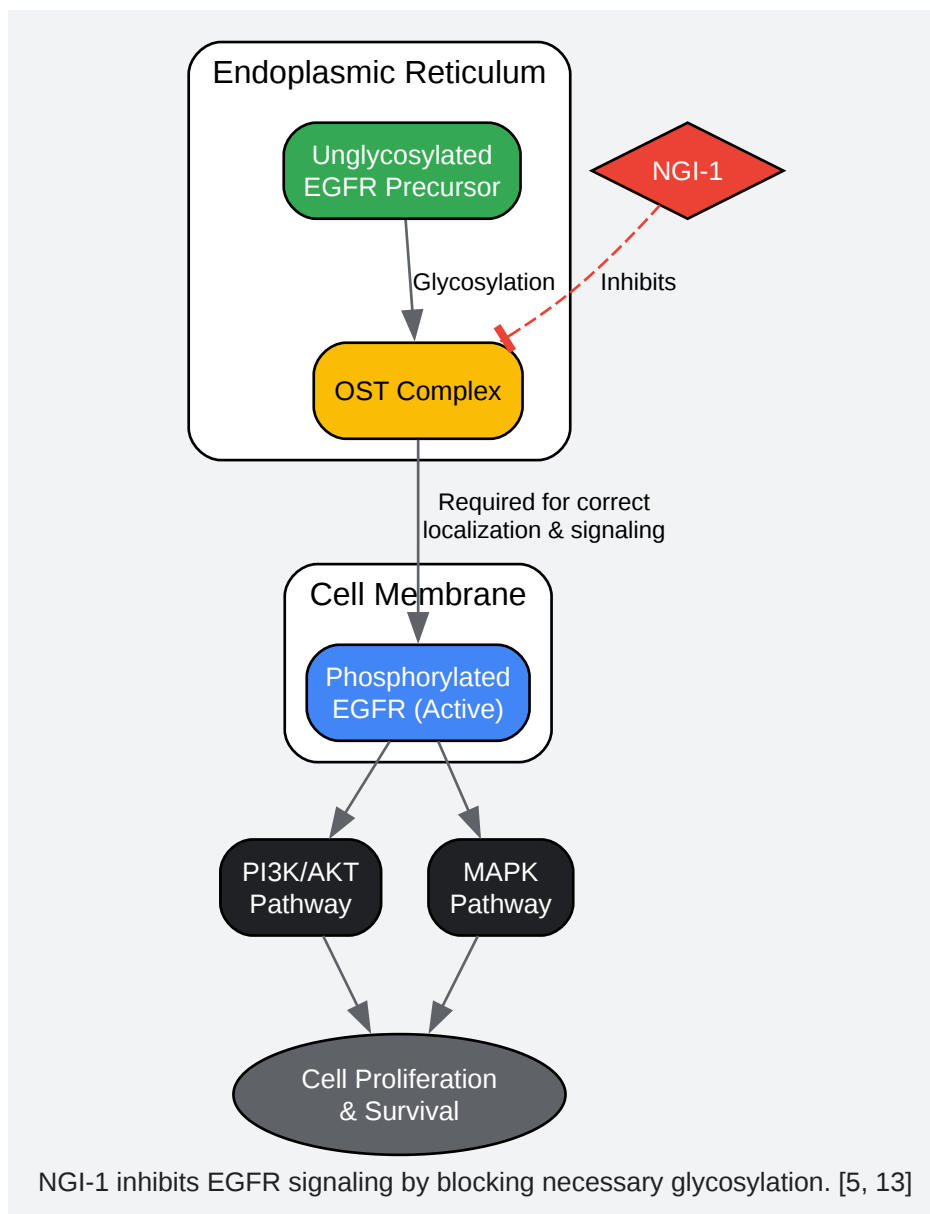 Endoplasmic Reticulum
Unglycosylated
EGFR Precursor
NGI-1
Glycosylation
Inhibits
OST Complex
Required for correct
localization & signaling
Cell Membrane
Phosphorylated
EGFR (Active)
PI3K/AKT
Pathway
MAPK
Pathway
Cell Proliferation
& Survival
NGI-1 inhibits EGFR signaling by blocking necessary glycosylation. [5, 13]